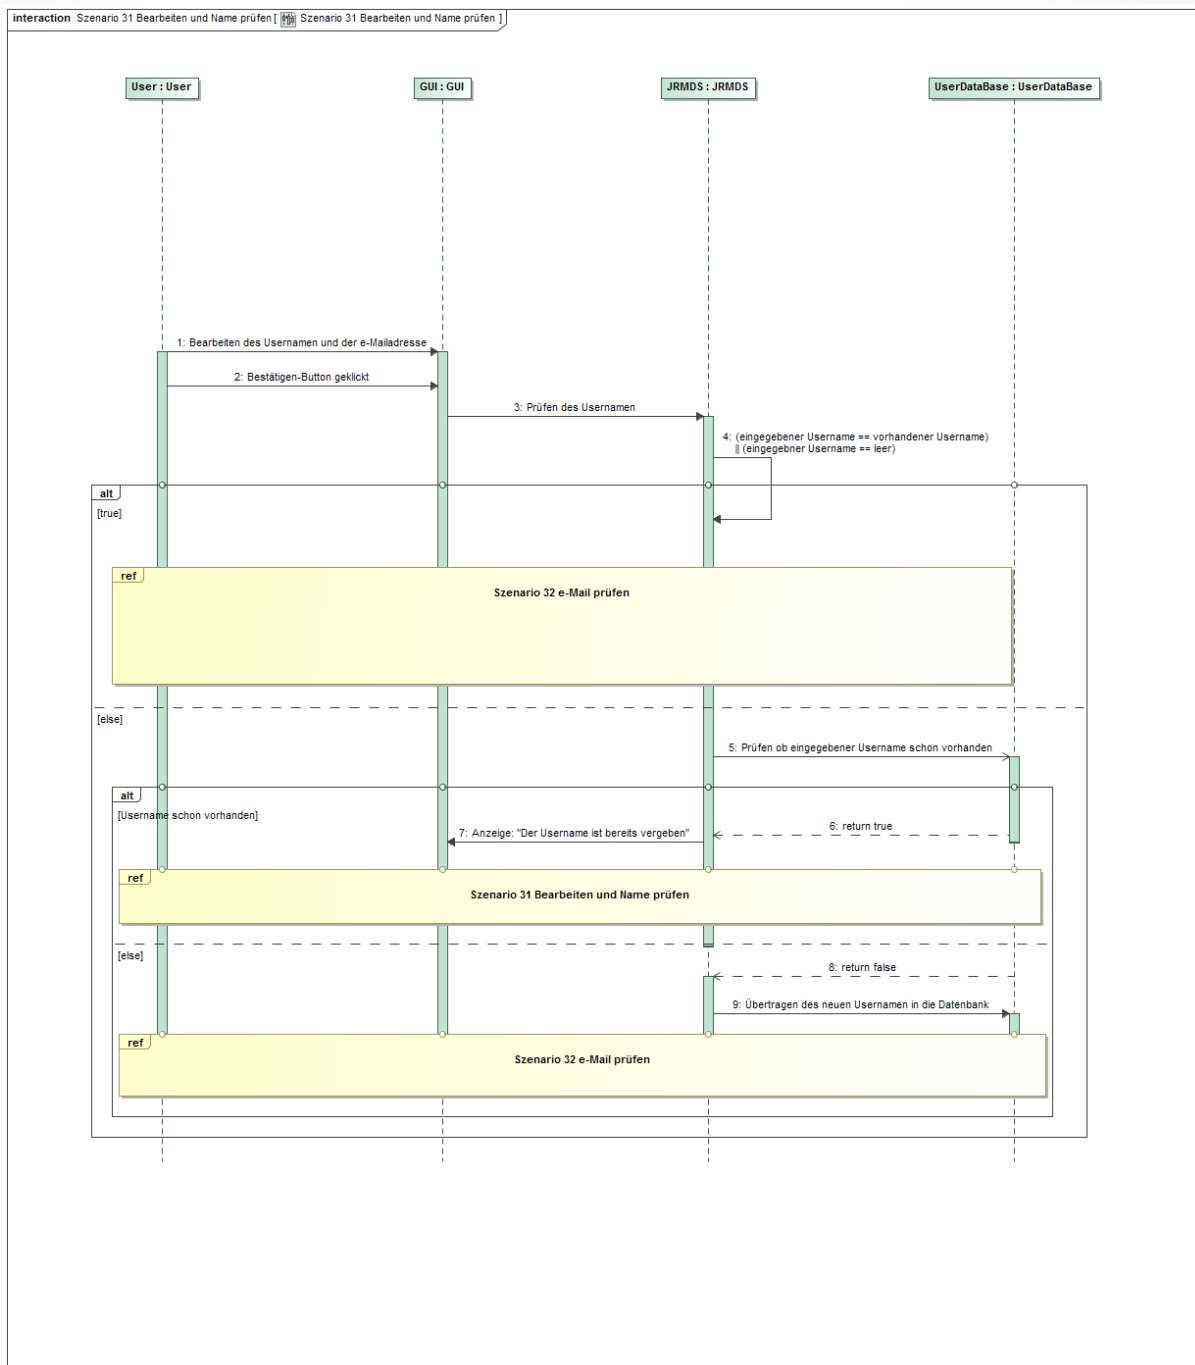 interaction Szenario 31 Bearbeiten und Name prüfen [ Szenario 31 Bearbeiten und Name prüfen ]
User : User
GUI : GUI
JRMDS : JRMDS
UserDataBase : UserDataBase
1: Bearbeiten des Usernamen und der e-Mailadresse
2: Bestätigen-Button geklickt
3: Prüfen des Usernamen
4: (eingegebener Username == vorhandener Username)
|| (eingegebner Username == leer)
alt
[true]
ref
Szenario 32 e-Mail prüfen
[else]
5: Prüfen ob eingegebener Username schon vorhanden
alt
[Username schon vorhanden]
6: return true
7: Anzeige: "Der Username ist bereits vergeben"
ref
Szenario 31 Bearbeiten und Name prüfen
[else]
8: return false
9: Übertragen des neuen Usernamen in die Datenbank
ref
Szenario 32 e-Mail prüfen